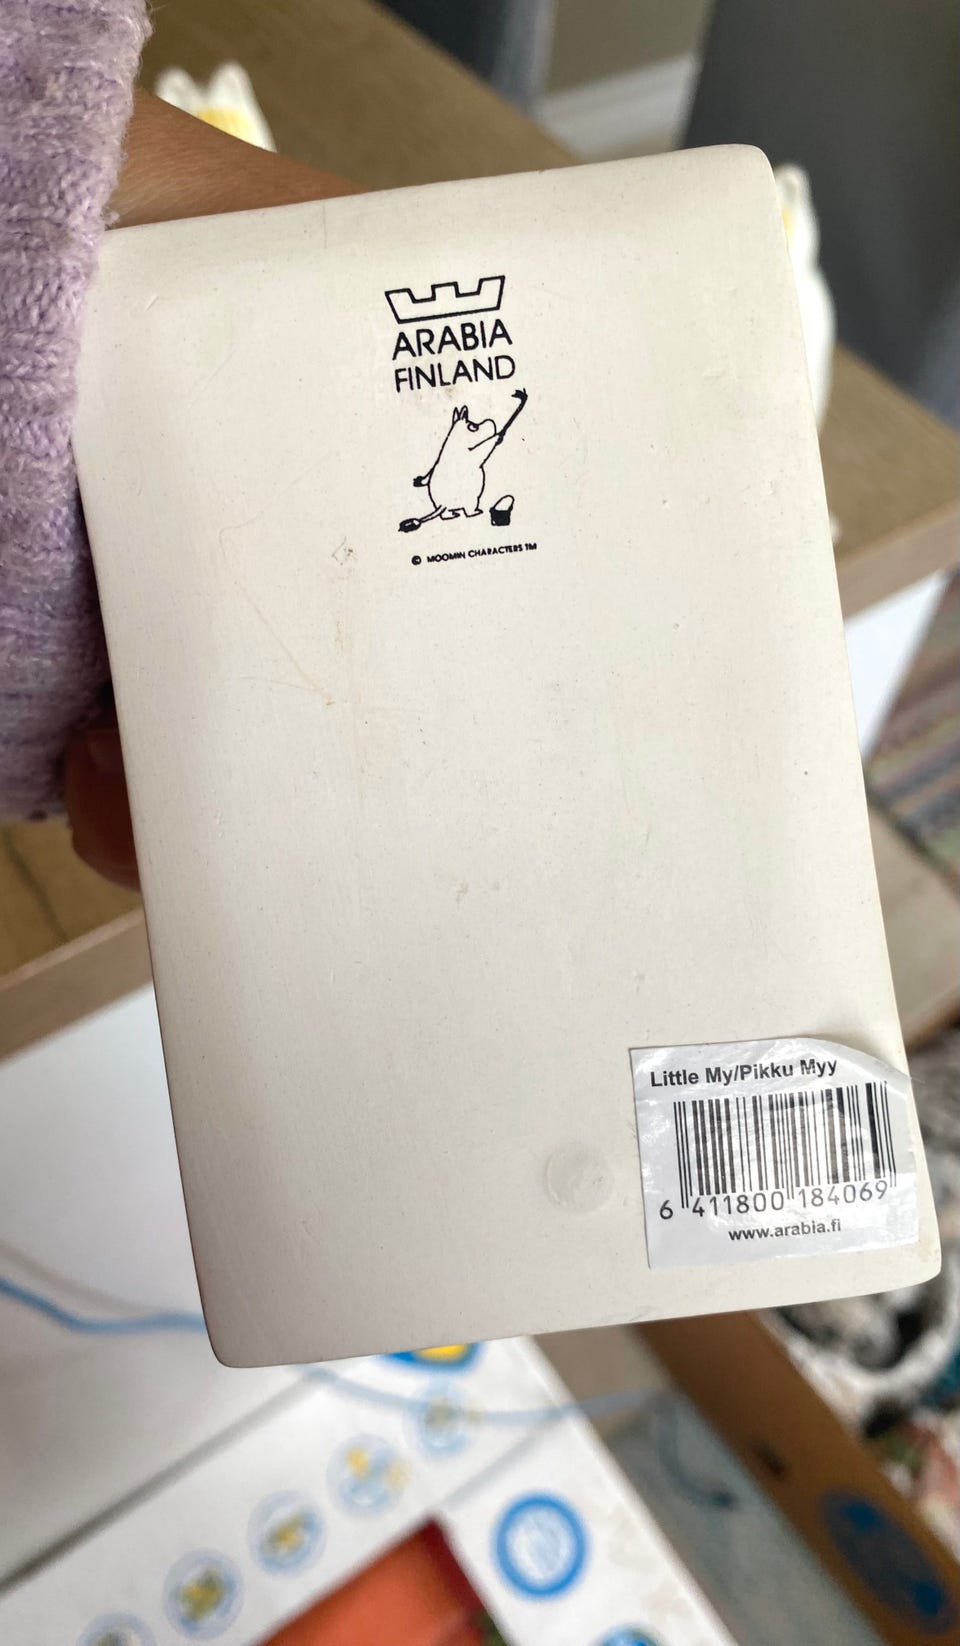 ARABIA
FINLAND
© MOOMIN CHARACTERS TM
Little My/Pikku Myy
6 411800 184069
www.arabia.fi